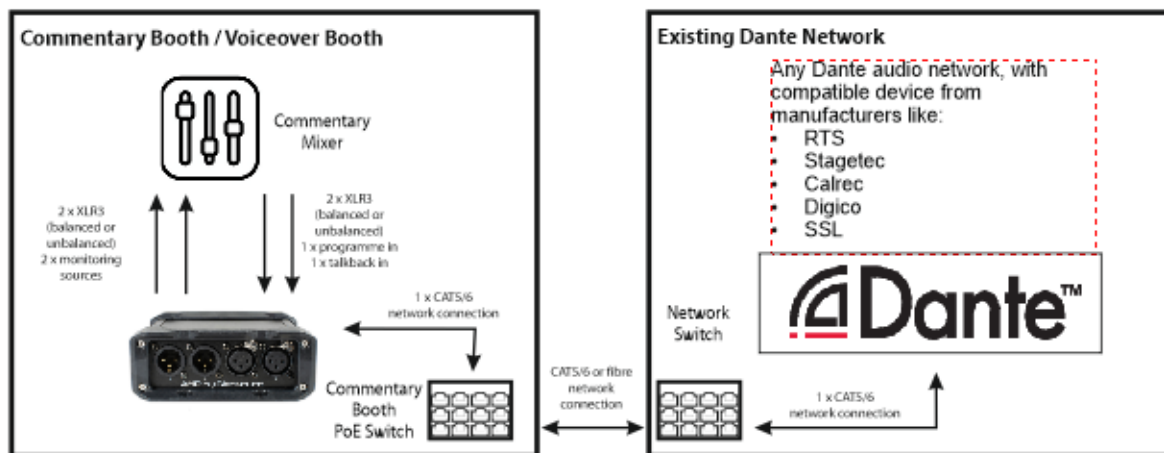 Commentary Booth / Voiceover Booth
Commentary
Mixer
2 x XLR3
(balanced or
unbalanced)
2 x monitoring
sources
2 x XLR3
(balanced or
unbalanced)
1 x programme in
1 x talkback in
1 x CAT5/6
network connection
Commentary
Booth
PoE Switch
CAT5/6 or fibre
network
connection
Existing Dante Network
Any Dante audio network, with
compatible device from
manufacturers like:
• RTS
• Stagetec
• Calrec
• Digico
• SSL
Dante™
Network
Switch
1 x CAT5/6
network connection